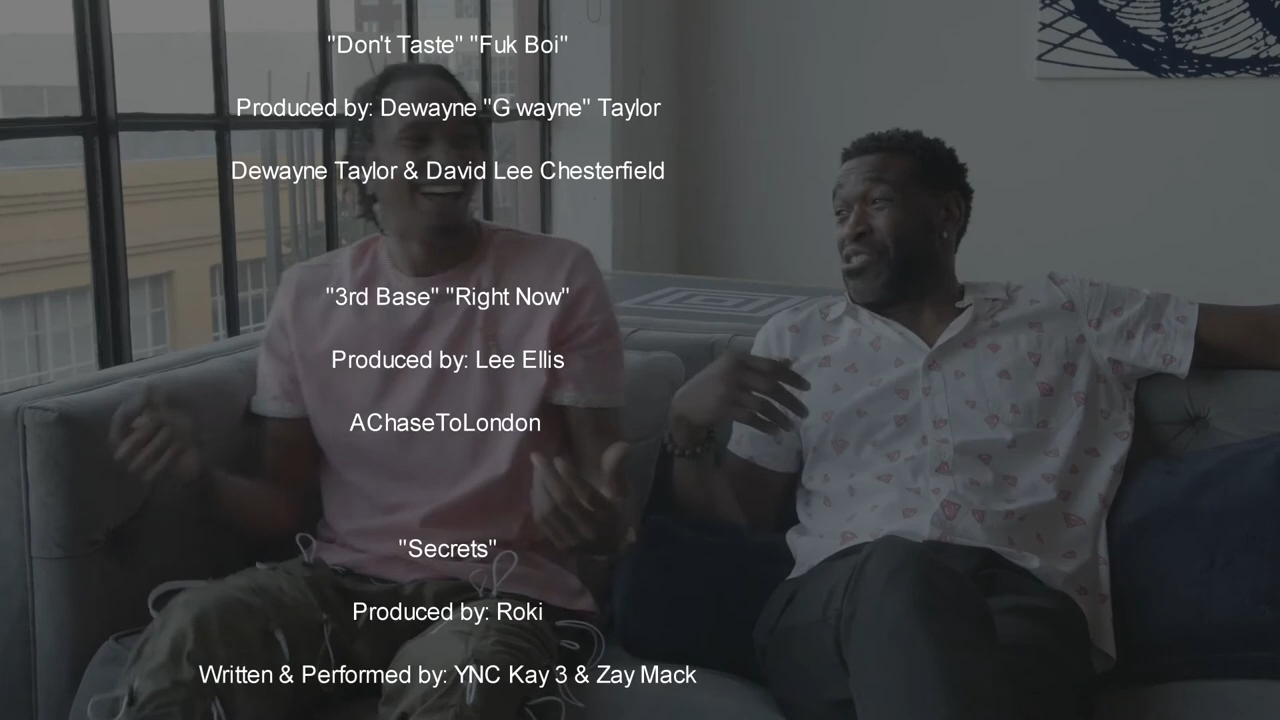 "Don't Taste" "Fuk Boi"
Produced by: Dewayne "G wayne" Taylor
Dewayne Taylor & David Lee Chesterfield
"3rd Base" "Right Now"
Produced by: Lee Ellis
AChaseToLondon
"Secrets"
Produced by: Roki
Written & Performed by: YNC Kay 3 & Zay Mack